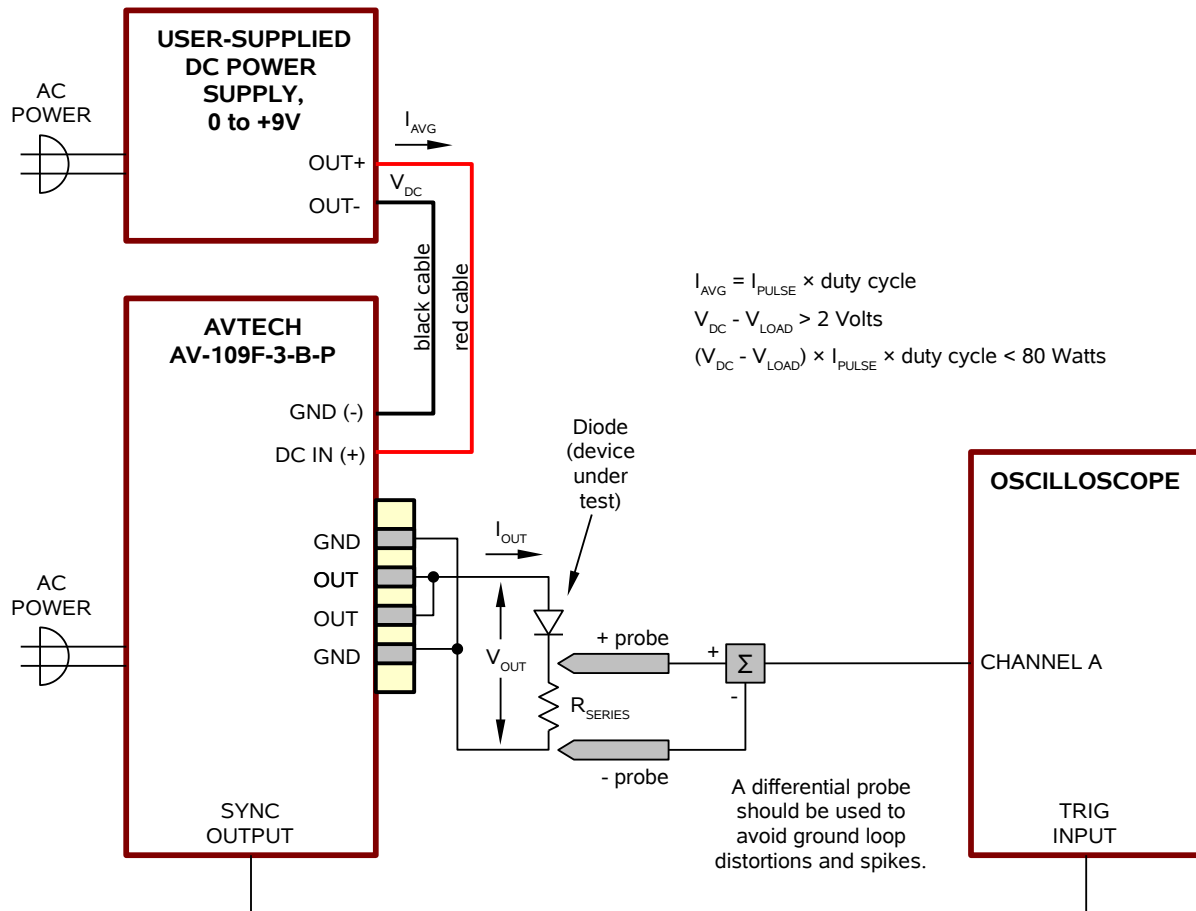 USER-SUPPLIED
DC POWER
SUPPLY,
0 to +9V
AC
POWER
I_AVG
OUT+
V_DC
OUT-
black cable
red cable
I_AVG = I_PULSE × duty cycle
V_DC - V_LOAD > 2 Volts
(V_DC - V_LOAD) × I_PULSE × duty cycle < 80 Watts
AVTECH
AV-109F-3-B-P
GND (-)
DC IN (+)
Diode
(device
under
test)
OSCILLOSCOPE
GND
I_OUT
OUT
OUT
GND
AC
POWER
V_OUT
+ probe
+
Σ
-
CHANNEL A
R_SERIES
- probe
A differential probe
should be used to
avoid ground loop
distortions and spikes.
SYNC
OUTPUT
TRIG
INPUT